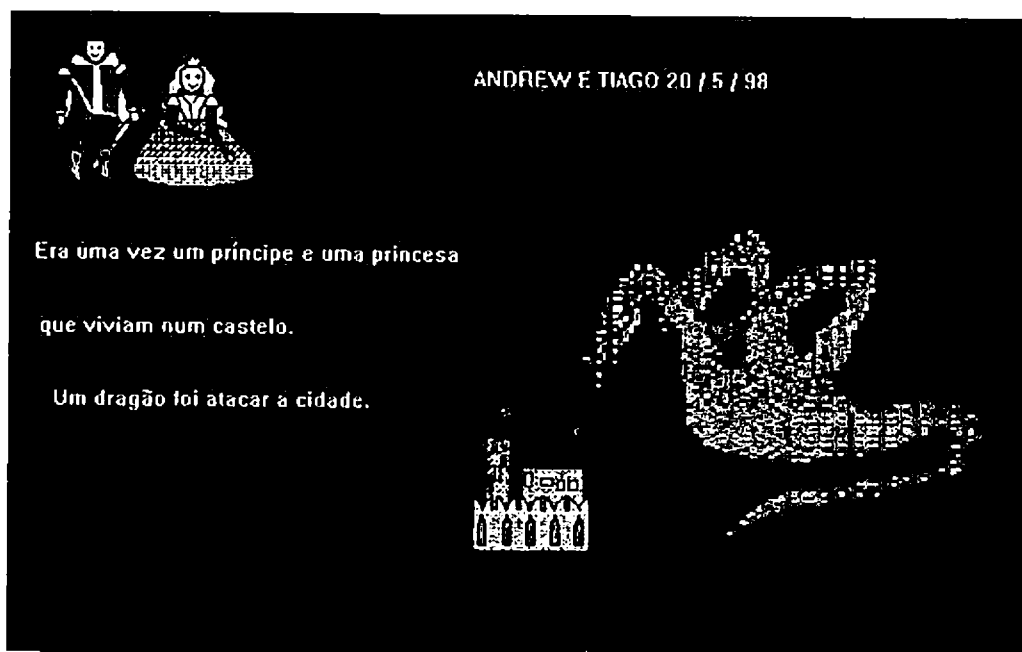 ANDREW E TIAGO 20 / 5 / 98
Era uma vez um príncipe e uma princesa
que viviam num castelo.
Um dragão foi atacar a cidade.